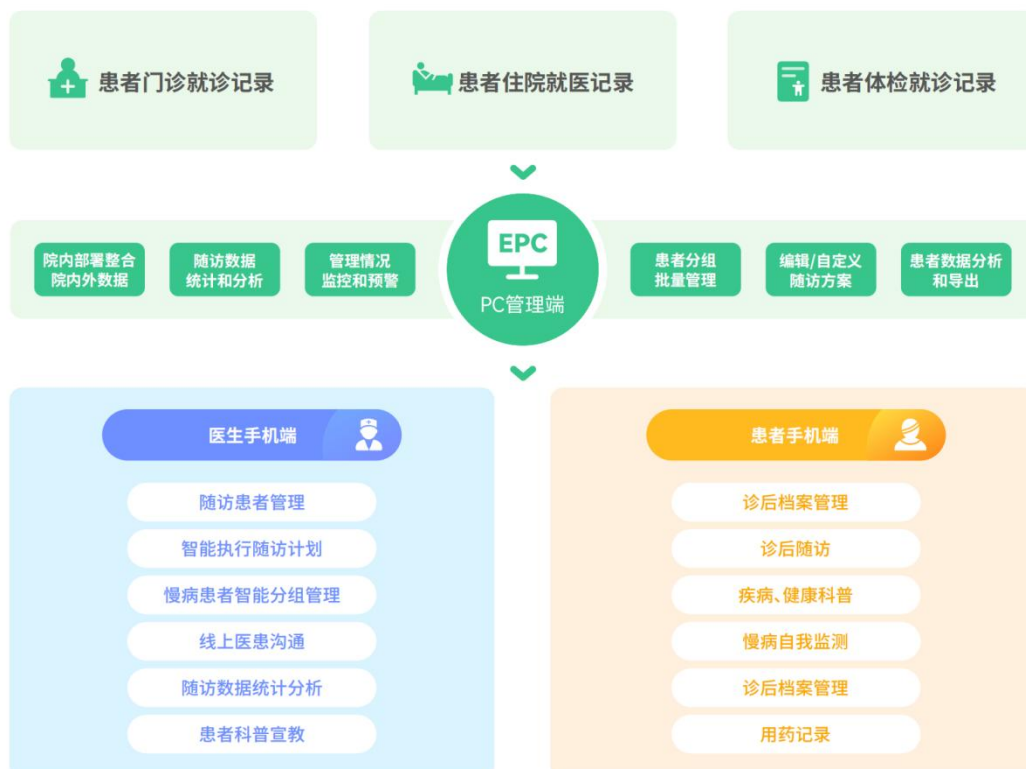 患者门诊就诊记录
患者住院就医记录
患者体检就诊记录
院内部署整合
院内外数据
随访数据
统计和分析
管理情况
监控和预警
EPC
PC管理端
患者分组
批量管理
编辑/自定义
随访方案
患者数据分析
和导出
医生手机端
随访患者管理
智能执行随访计划
慢病患者智能分组管理
线上医患沟通
随访数据统计分析
患者科普宣教
患者手机端
诊后档案管理
诊后随访
疾病、健康科普
慢病自我监测
诊后档案管理
用药记录